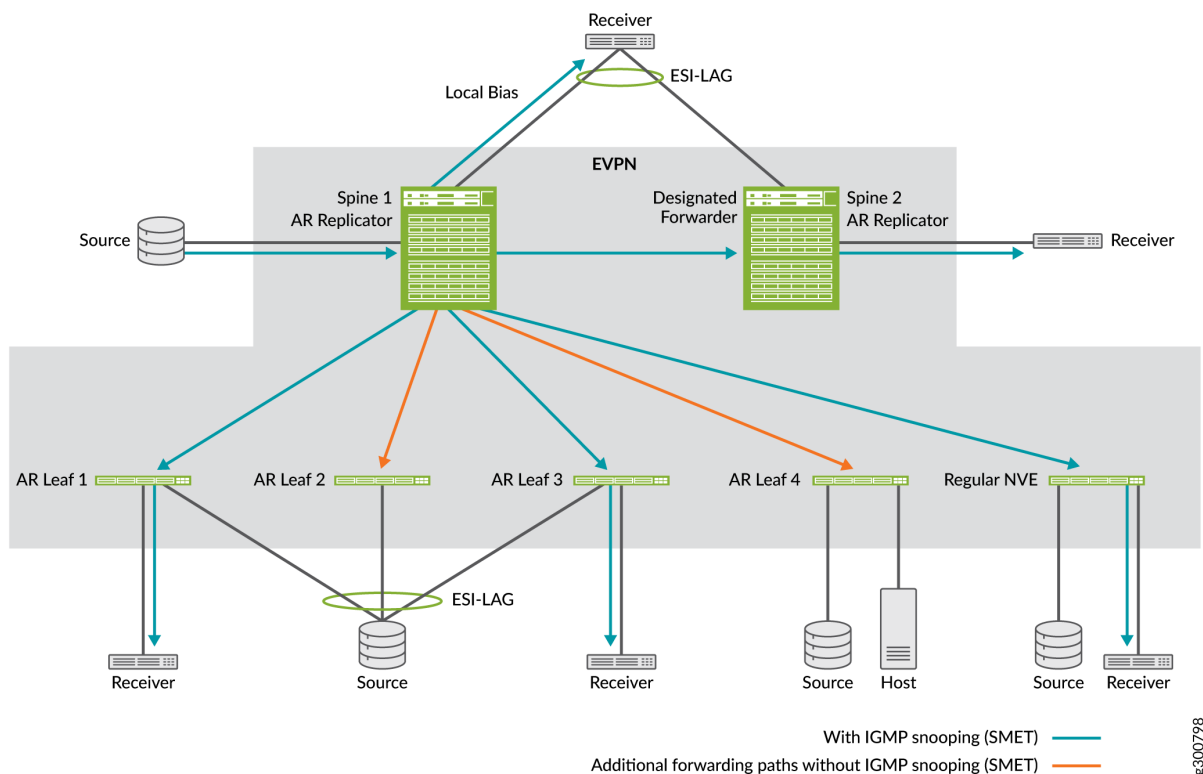 Receiver
ESI-LAG
Local Bias
EVPN
Spine 1
AR Replicator
Designated
Forwarder
Spine 2
AR Replicator
Source
Receiver
AR Leaf 1
AR Leaf 2
AR Leaf 3
AR Leaf 4
Regular NVE
ESI-LAG
Receiver
Source
Receiver
Source
Host
Source
Receiver
With IGMP snooping (SMET)
Additional forwarding paths without IGMP snooping (SMET)
z300798